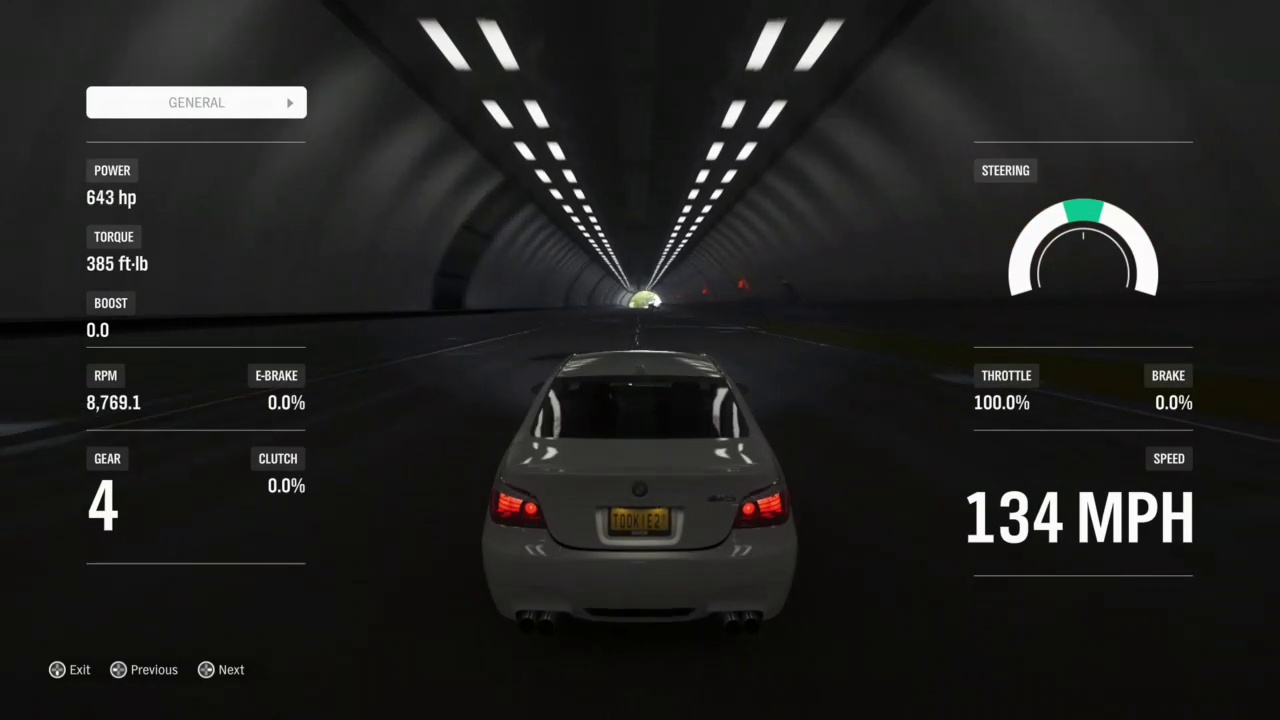 GENERAL
POWER
643 hp
TORQUE
385 ft·lb
BOOST
0.0
RPM
E-BRAKE
8,769.1
0.0%
GEAR
CLUTCH
4
0.0%
STEERING
THROTTLE
BRAKE
100.0%
0.0%
SPEED
134 MPH
TOOKIE2
Exit
Previous
Next